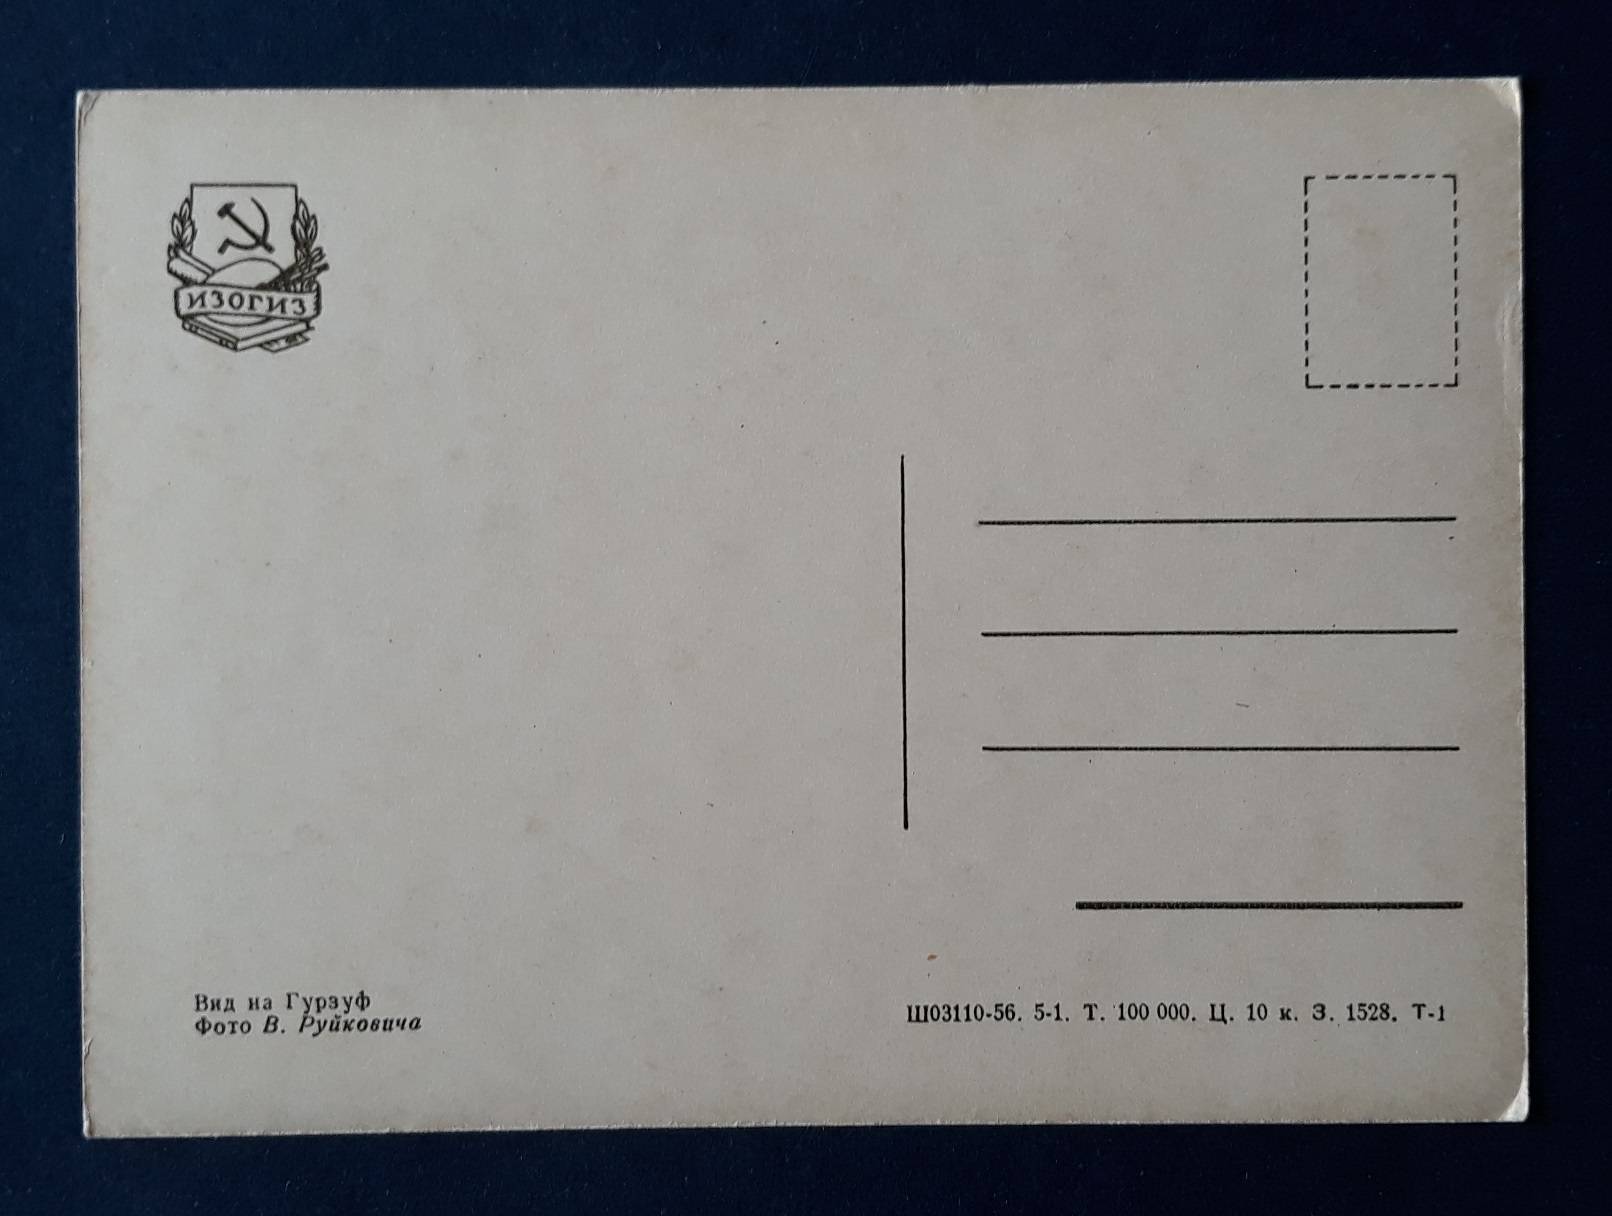 ИЗОГИЗ
Вид на Гурзуф
Фото В. Руйковича
Ш03110-56. 5-1. Т. 100 000. Ц. 10 к. З. 1528. Т-1